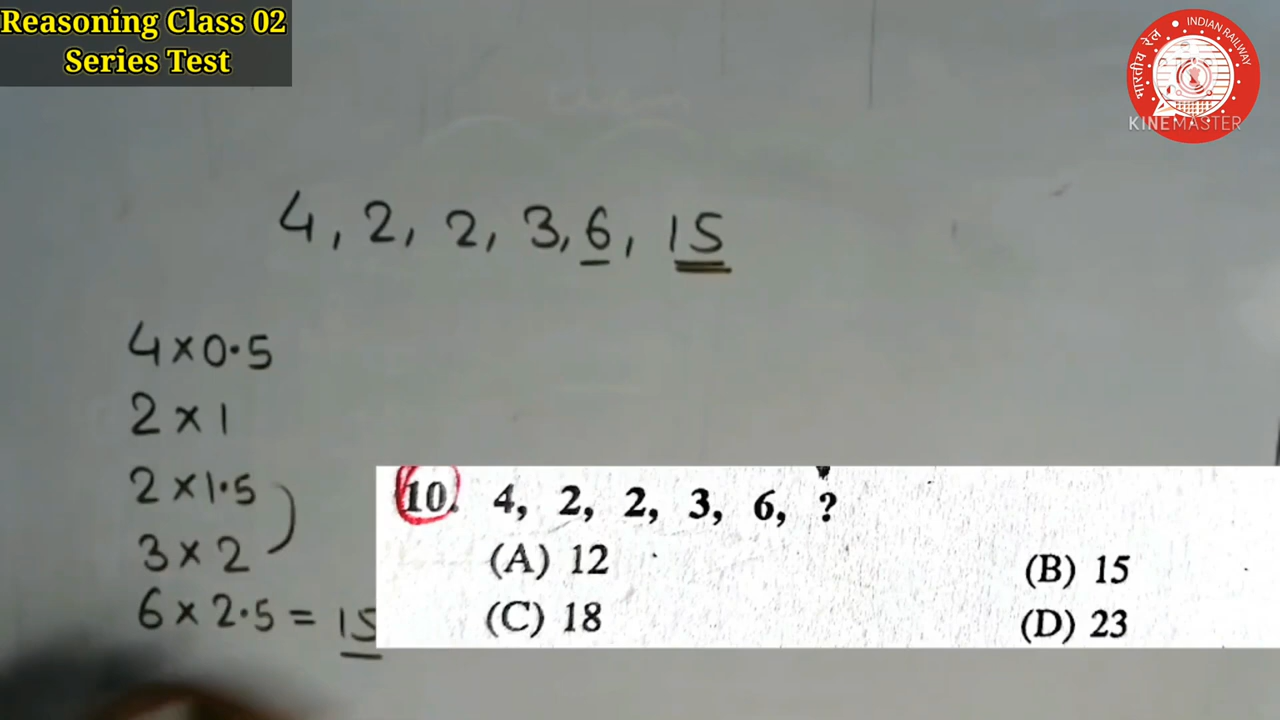 Reasoning Class 02
Series Test
भारतीय रेल • INDIAN RAILWAY
KINEMASTER
4, 2, 2, 3, 6, 15
4 × 0.5
2 × 1
2 × 1.5
3 × 2
6 × 2.5 = 15
10. 4, 2, 2, 3, 6, ?
(A) 12 (B) 15
(C) 18 (D) 23